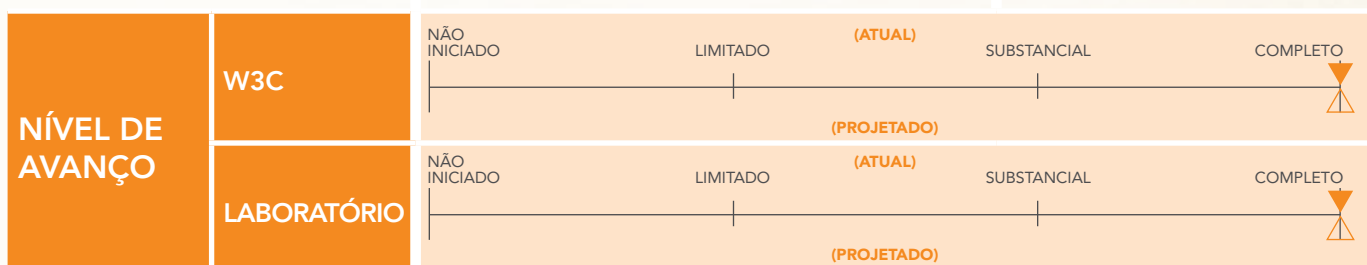 NÍVEL DE
AVANÇO
W3C
NÃO
INICIADO
LIMITADO
(ATUAL)
SUBSTANCIAL
COMPLETO
(PROJETADO)
LABORATÓRIO
NÃO
INICIADO
LIMITADO
(ATUAL)
SUBSTANCIAL
COMPLETO
(PROJETADO)